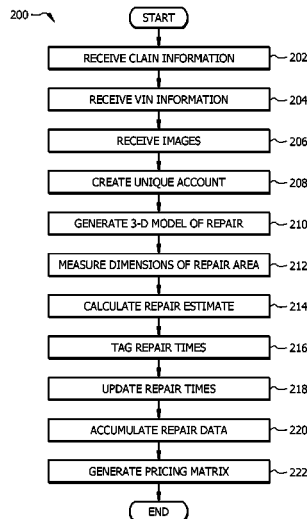 200
START
RECEIVE CLAIN INFORMATION 202
RECEIVE VIN INFORMATION 204
RECEIVE IMAGES 206
CREATE UNIQUE ACCOUNT 208
GENERATE 3-D MODEL OF REPAIR 210
MEASURE DIMENSIONS OF REPAIR AREA 212
CALCULATE REPAIR ESTIMATE 214
TAG REPAIR TIMES 216
UPDATE REPAIR TIMES 218
ACCUMULATE REPAIR DATA 220
GENERATE PRICING MATRIX 222
END